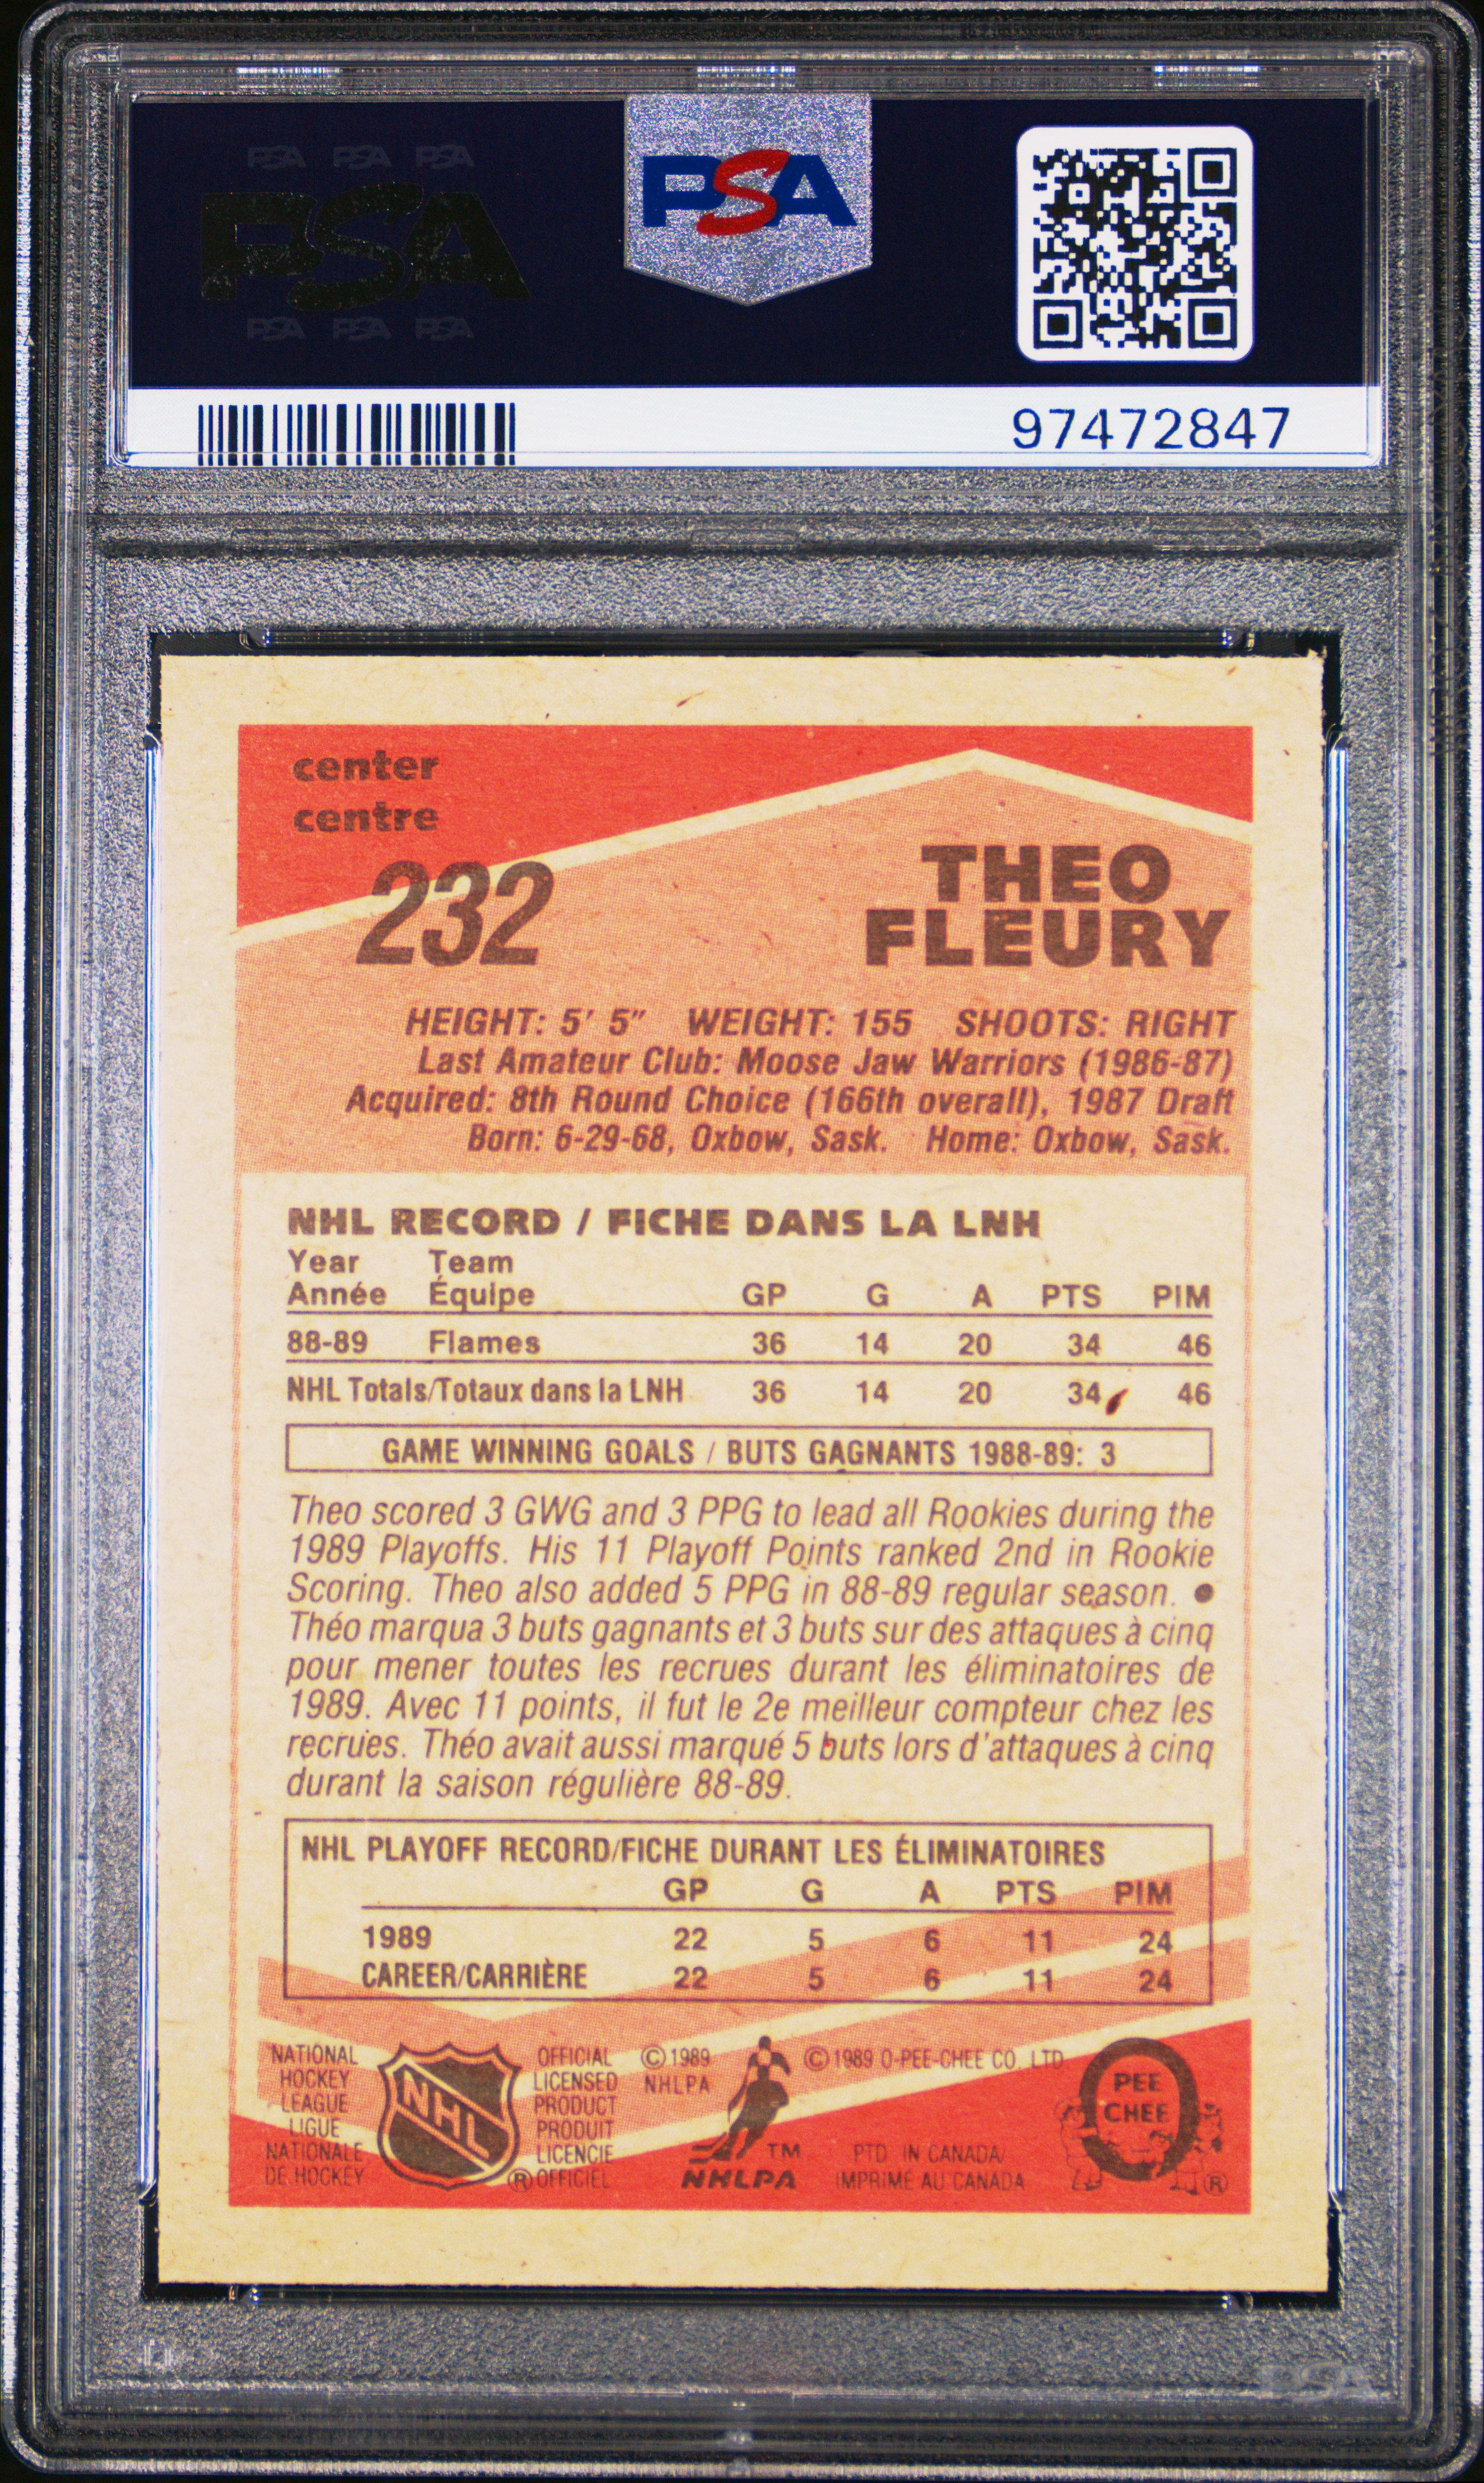 PSA PSA PSA
PSA
PSA PSA PSA
PSA
97472847
center
centre
232
THEO
FLEURY
HEIGHT: 5' 5" WEIGHT: 155 SHOOTS: RIGHT
Last Amateur Club: Moose Jaw Warriors (1986-87)
Acquired: 8th Round Choice (166th overall), 1987 Draft
Born: 6-29-68, Oxbow, Sask. Home: Oxbow, Sask.
NHL RECORD / FICHE DANS LA LNH
Year Team
Année Équipe GP G A PTS PIM
88-89 Flames 36 14 20 34 46
NHL Totals/Totaux dans la LNH 36 14 20 34 46
GAME WINNING GOALS / BUTS GAGNANTS 1988-89: 3
Theo scored 3 GWG and 3 PPG to lead all Rookies during the
1989 Playoffs. His 11 Playoff Points ranked 2nd in Rookie
Scoring. Theo also added 5 PPG in 88-89 regular season. ●
Théo marqua 3 buts gagnants et 3 buts sur des attaques à cinq
pour mener toutes les recrues durant les éliminatoires de
1989. Avec 11 points, il fut le 2e meilleur compteur chez les
recrues. Théo avait aussi marqué 5 buts lors d'attaques à cinq
durant la saison régulière 88-89.
NHL PLAYOFF RECORD/FICHE DURANT LES ÉLIMINATOIRES
GP G A PTS PIM
1989 22 5 6 11 24
CAREER/CARRIÈRE 22 5 6 11 24
NATIONAL
HOCKEY
LEAGUE
LIGUE
NATIONALE
DE HOCKEY
NHL
OFFICIAL
LICENSED
PRODUCT
PRODUIT
LICENCIE
® OFFICIEL
© 1989
NHLPA
TM
NHLPA
© 1989 O-PEE-CHEE CO. LTD
PTD. IN CANADA/
IMPRIMÉ AU CANADA
O
PEE
CHEE
®
PSA